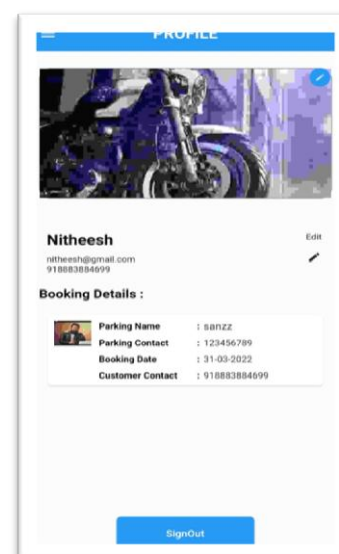 PROFILE
Nitheesh
Edit
nitheesh@gmail.com
918883884699
Booking Details :
Parking Name : sanzz
Parking Contact : 123456789
Booking Date : 31-03-2022
Customer Contact : 918883884699
SignOut